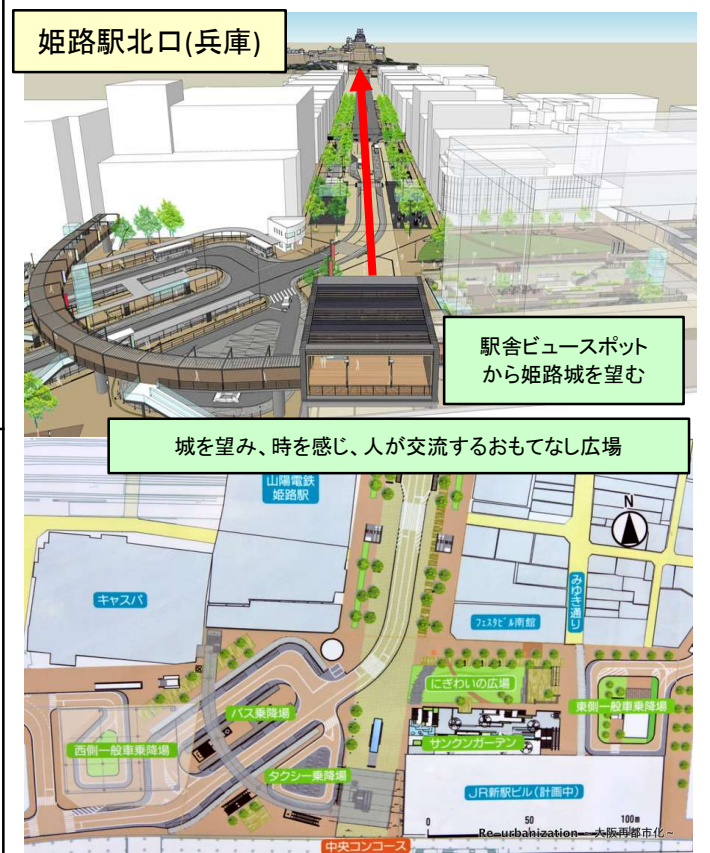 姫路駅北口(兵庫)
駅舎ビュースポット
から姫路城を望む
城を望み、時を感じ、人が交流するおもてなし広場
山陽電鉄
姫路駅
N
キャスパ
みゆき通り
フェスタビル南館
にぎわいの広場
東側一般車乗降場
バス乗降場
サンクンガーデン
西側一般車乗降場
タクシー乗降場
JR新駅ビル(計画中)
0 50 100m
Re-urbanization ~大阪再都市化~
中央コンコース